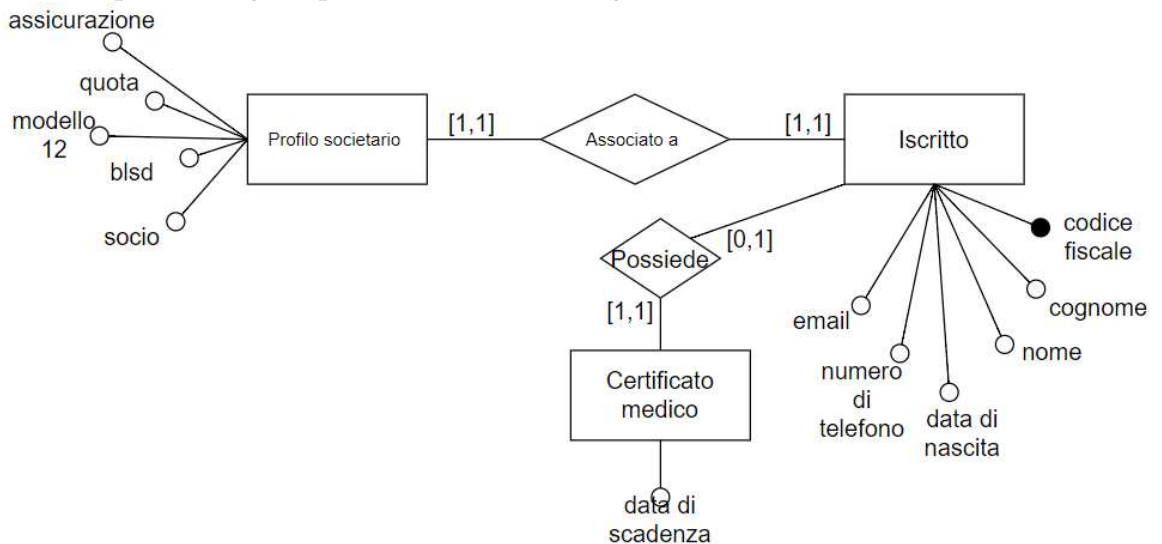 assicurazione
quota
modello
12
blsd
socio
Profilo societario
[1,1]
Associato a
[1,1]
Iscritto
[0,1]
Possiede
[1,1]
Certificato
medico
data di
scadenza
codice
fiscale
cognome
nome
data di
nascita
numero
di
telefono
email